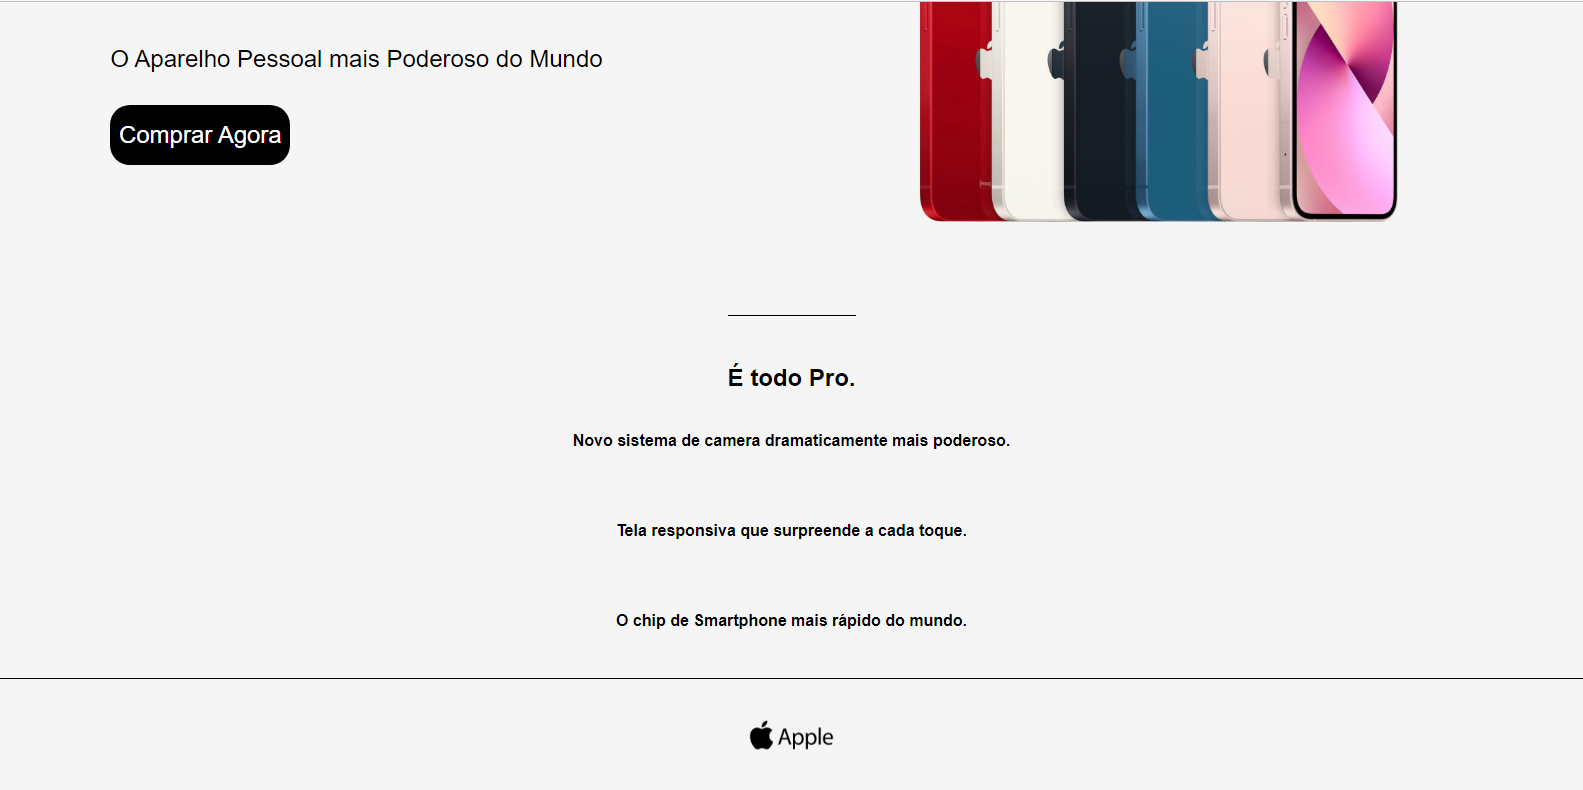 O Aparelho Pessoal mais Poderoso do Mundo
Comprar Agora
É todo Pro.
Novo sistema de camera dramaticamente mais poderoso.
Tela responsiva que surpreende a cada toque.
O chip de Smartphone mais rápido do mundo.
Apple